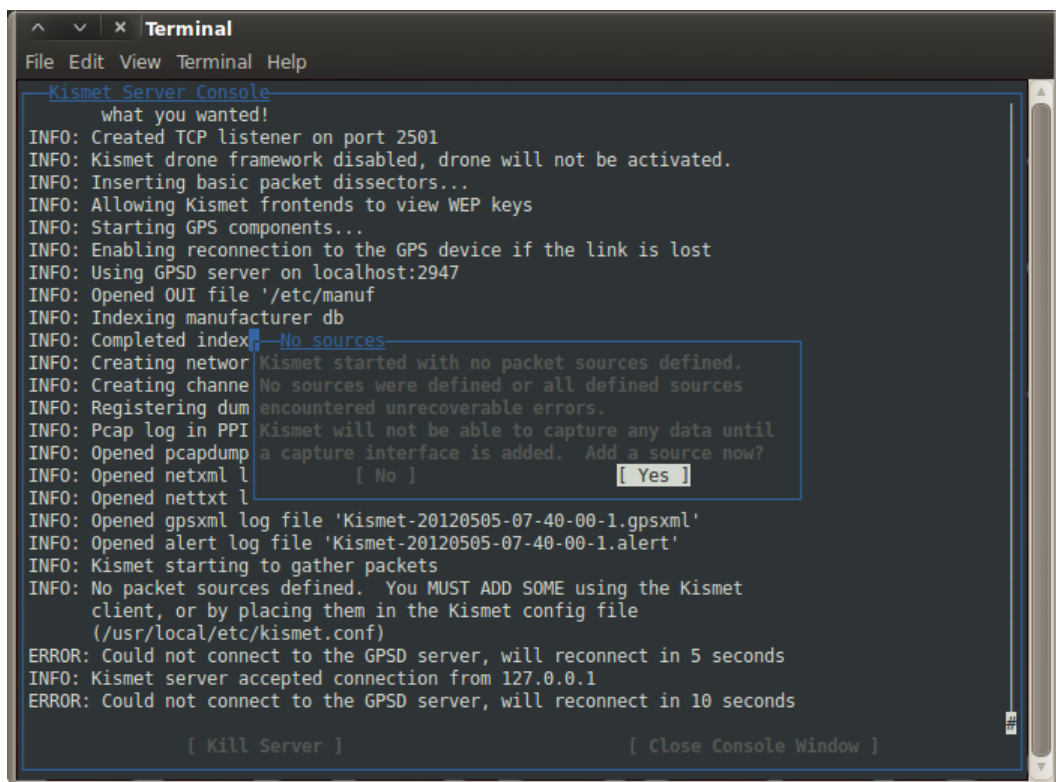 Terminal
File Edit View Terminal Help
Kismet Server Console
what you wanted!
INFO: Created TCP listener on port 2501
INFO: Kismet drone framework disabled, drone will not be activated.
INFO: Inserting basic packet dissectors...
INFO: Allowing Kismet frontends to view WEP keys
INFO: Starting GPS components...
INFO: Enabling reconnection to the GPS device if the link is lost
INFO: Using GPSD server on localhost:2947
INFO: Opened OUI file '/etc/manuf
INFO: Indexing manufacturer db
INFO: Completed index
INFO: Creating networ
INFO: Creating channe
INFO: Registering dum
INFO: Pcap log in PPI
INFO: Opened pcapdump
INFO: Opened netxml l
INFO: Opened nettxt l
No sources
Kismet started with no packet sources defined.
No sources were defined or all defined sources
encountered unrecoverable errors.
Kismet will not be able to capture any data until
a capture interface is added. Add a source now?
[ No ] [ Yes ]
INFO: Opened gpsxml log file 'Kismet-20120505-07-40-00-1.gpsxml'
INFO: Opened alert log file 'Kismet-20120505-07-40-00-1.alert'
INFO: Kismet starting to gather packets
INFO: No packet sources defined. You MUST ADD SOME using the Kismet
client, or by placing them in the Kismet config file
(/usr/local/etc/kismet.conf)
ERROR: Could not connect to the GPSD server, will reconnect in 5 seconds
INFO: Kismet server accepted connection from 127.0.0.1
ERROR: Could not connect to the GPSD server, will reconnect in 10 seconds
#
[ Kill Server ] [ Close Console Window ]